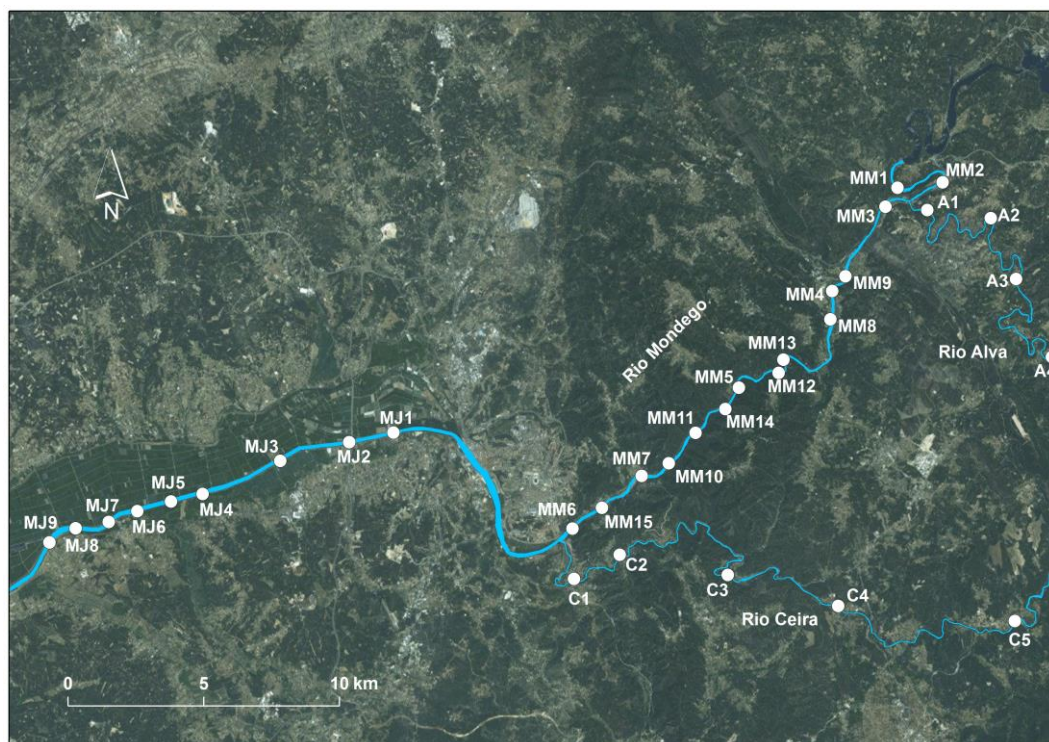 MM1
MM2
A1
MM3
A2
A3
MM9
MM4
MM8
Rio Mondego
Rio Alva
A4
MM13
MM12
MM5
MM14
MM11
MM10
MM7
MM15
MM6
MJ1
MJ2
MJ3
MJ4
MJ5
MJ6
MJ7
MJ8
MJ9
C1
C2
C3
C4
Rio Ceira
C5
N
0 5 10 km